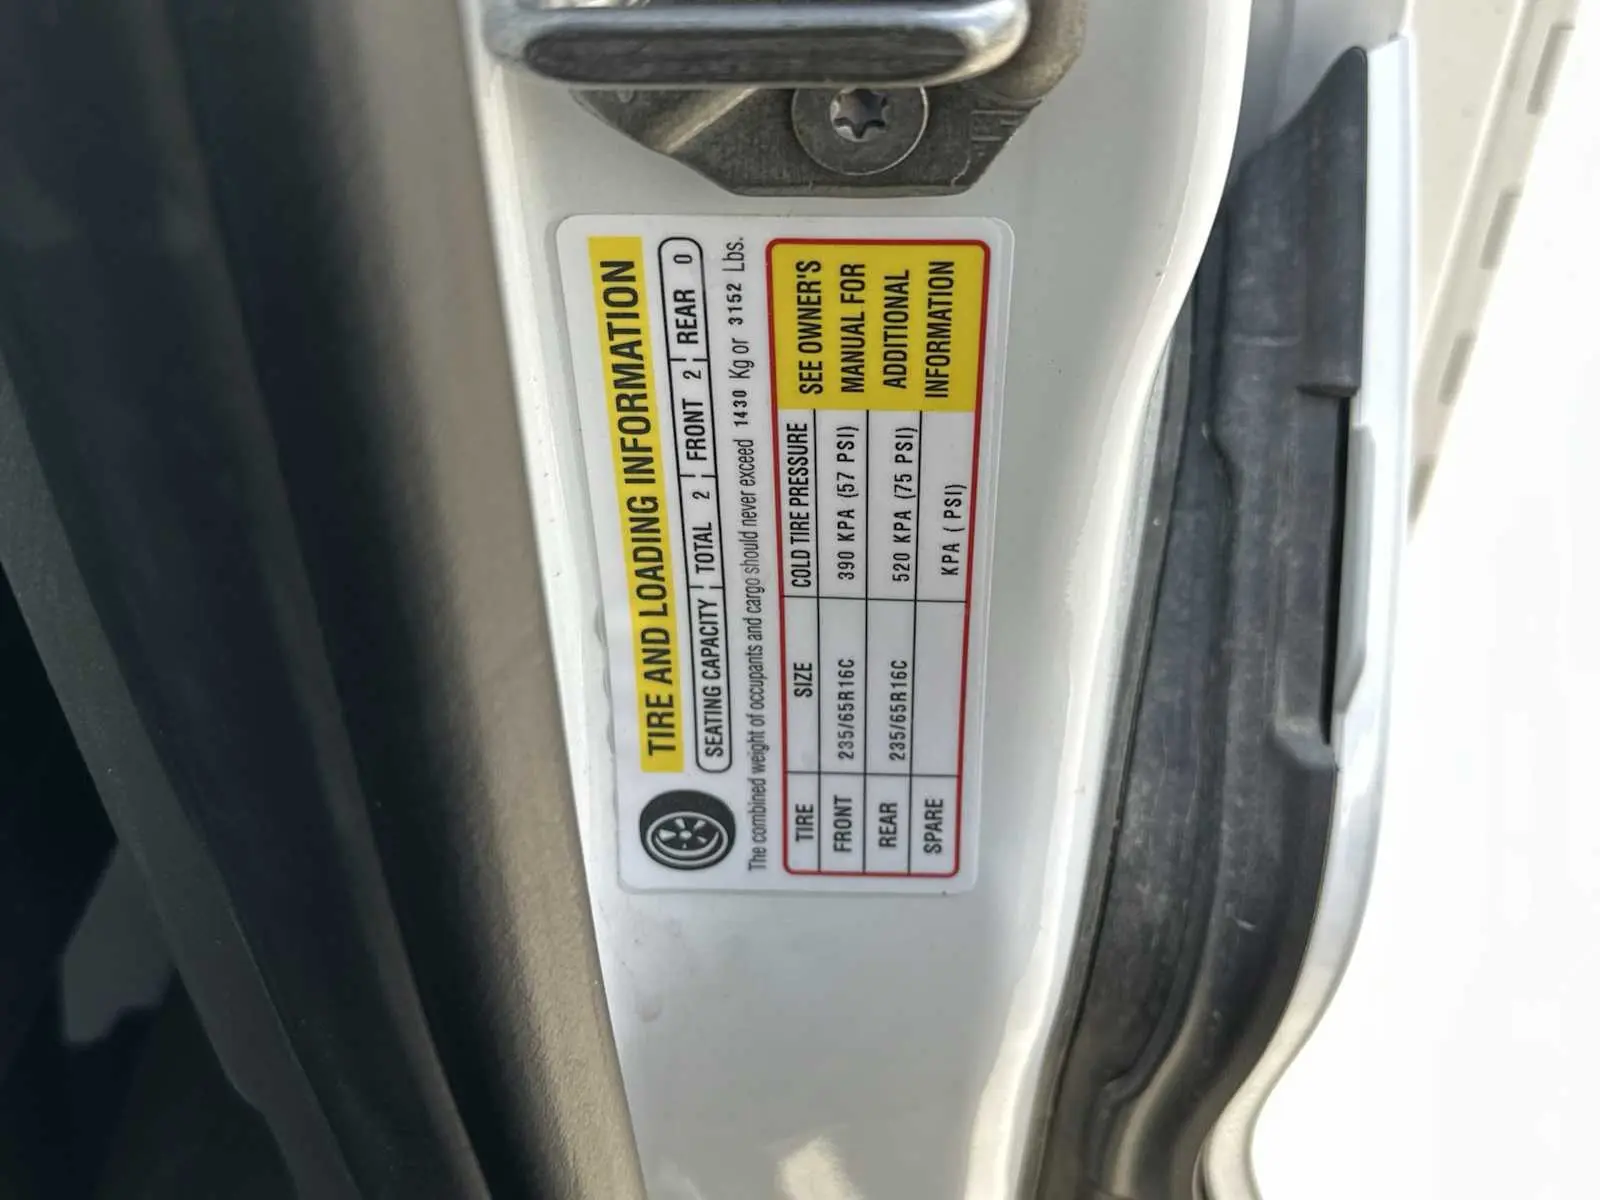 TIRE AND LOADING INFORMATION
SEATING CAPACITY TOTAL 2 FRONT 2 REAR 0
The combined weight of occupants and cargo should never exceed 1430 Kg or 3152 Lbs.
TIRE SIZE COLD TIRE PRESSURE
FRONT 235/65R16C 390 KPA (57 PSI)
REAR 235/65R16C 520 KPA (75 PSI)
SPARE KPA ( PSI)
SEE OWNER'S
MANUAL FOR
ADDITIONAL
INFORMATION